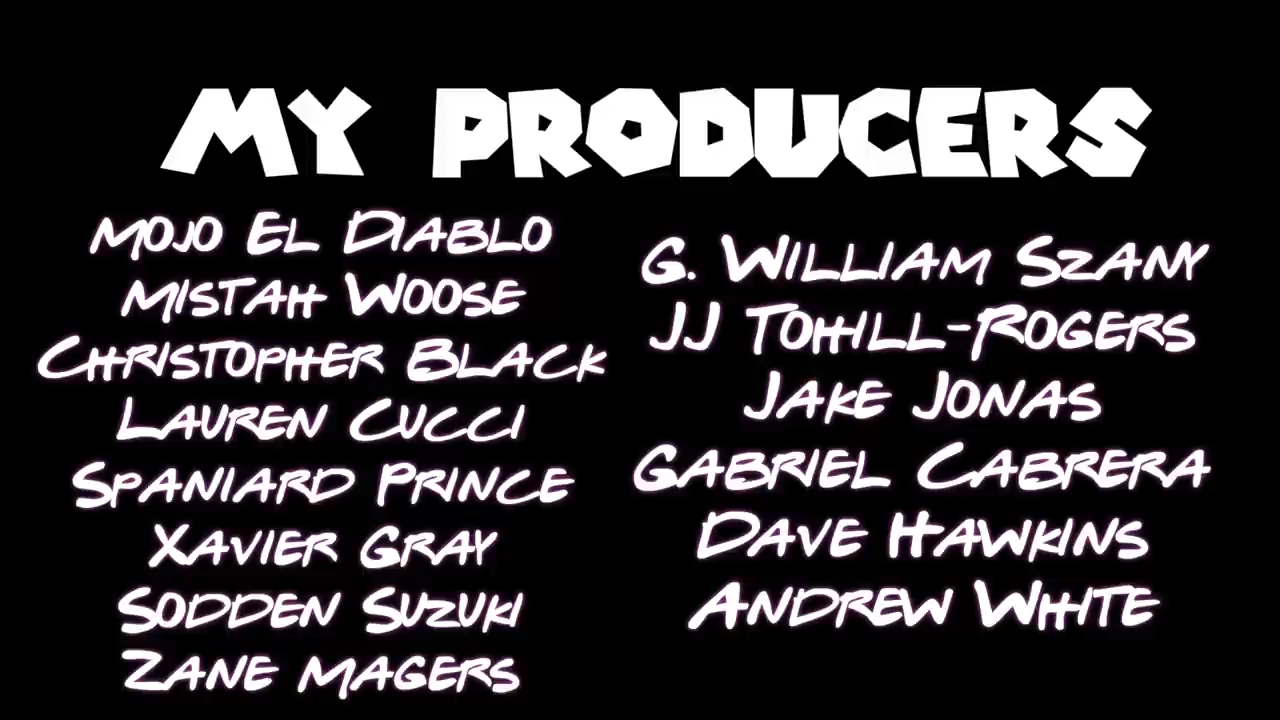 MY PRODUCERS
MOJO EL DIABLO
MISTAH WOOSE
CHRISTOPHER BLACK
LAUREN CUCCI
SPANIARD PRINCE
XAVIER GRAY
SODDEN SUZUKI
ZANE MAGERS
G. WILLIAM SZANY
JJ TOHILL-ROGERS
JAKE JONAS
GABRIEL CABRERA
DAVE HAWKINS
ANDREW WHITE